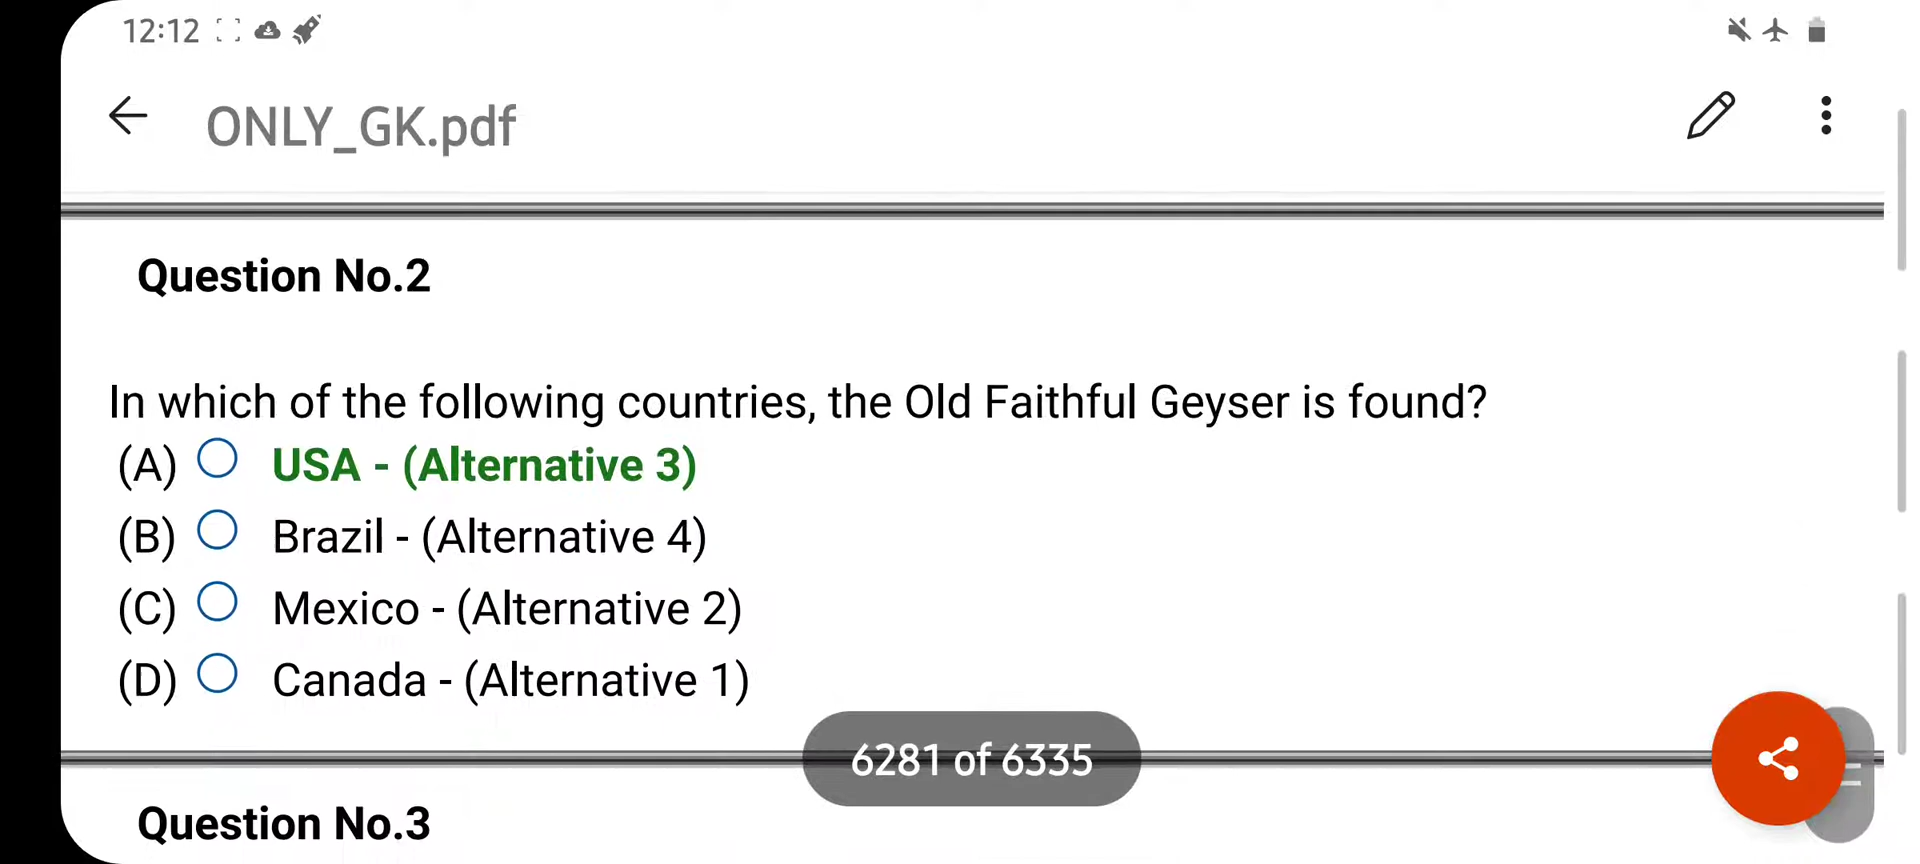 12:12
ONLY_GK.pdf
Question No.2
In which of the following countries, the Old Faithful Geyser is found?
(A) USA - (Alternative 3)
(B) Brazil - (Alternative 4)
(C) Mexico - (Alternative 2)
(D) Canada - (Alternative 1)
6281 of 6335
Question No.3